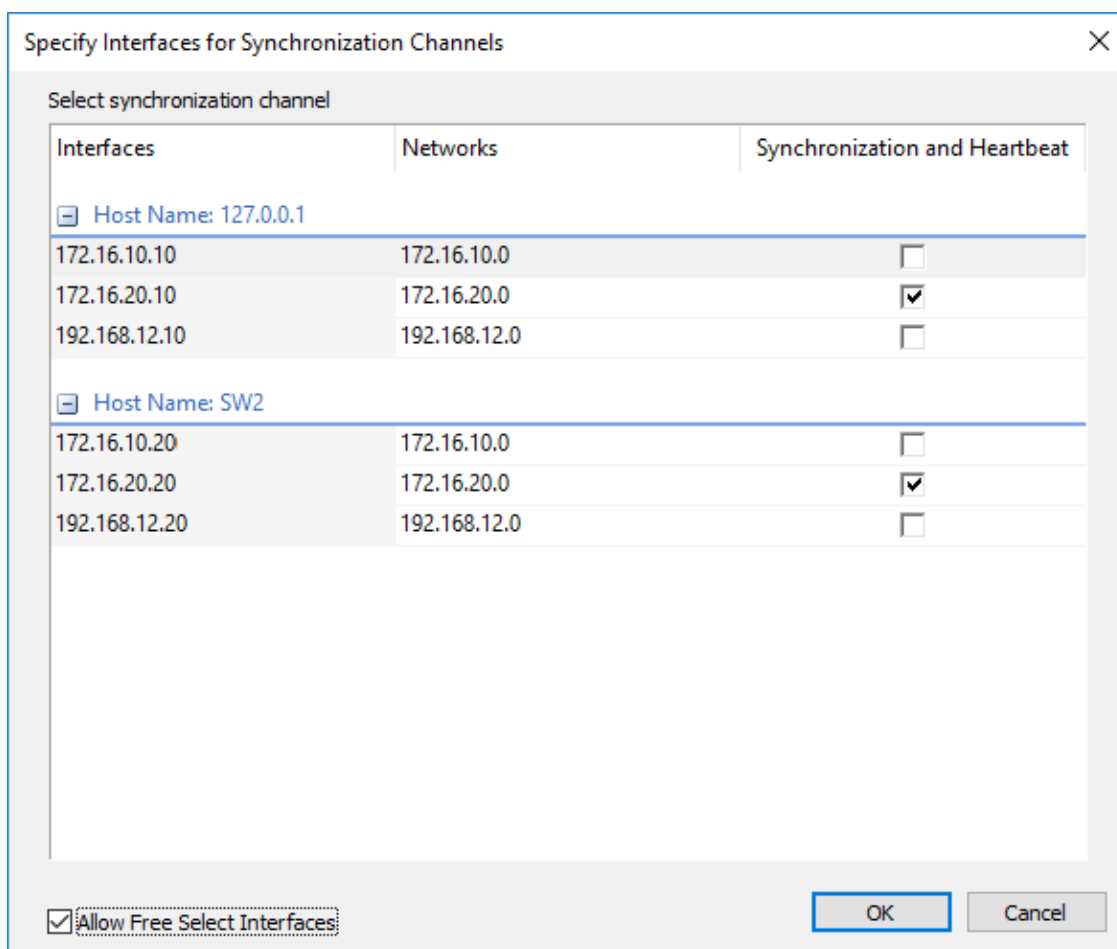 Specify Interfaces for Synchronization Channels
Select synchronization channel
Interfaces Networks Synchronization and Heartbeat
Host Name: 127.0.0.1
172.16.10.10 172.16.10.0
172.16.20.10 172.16.20.0
192.168.12.10 192.168.12.0
Host Name: SW2
172.16.10.20 172.16.10.0
172.16.20.20 172.16.20.0
192.168.12.20 192.168.12.0
Allow Free Select Interfaces OK Cancel